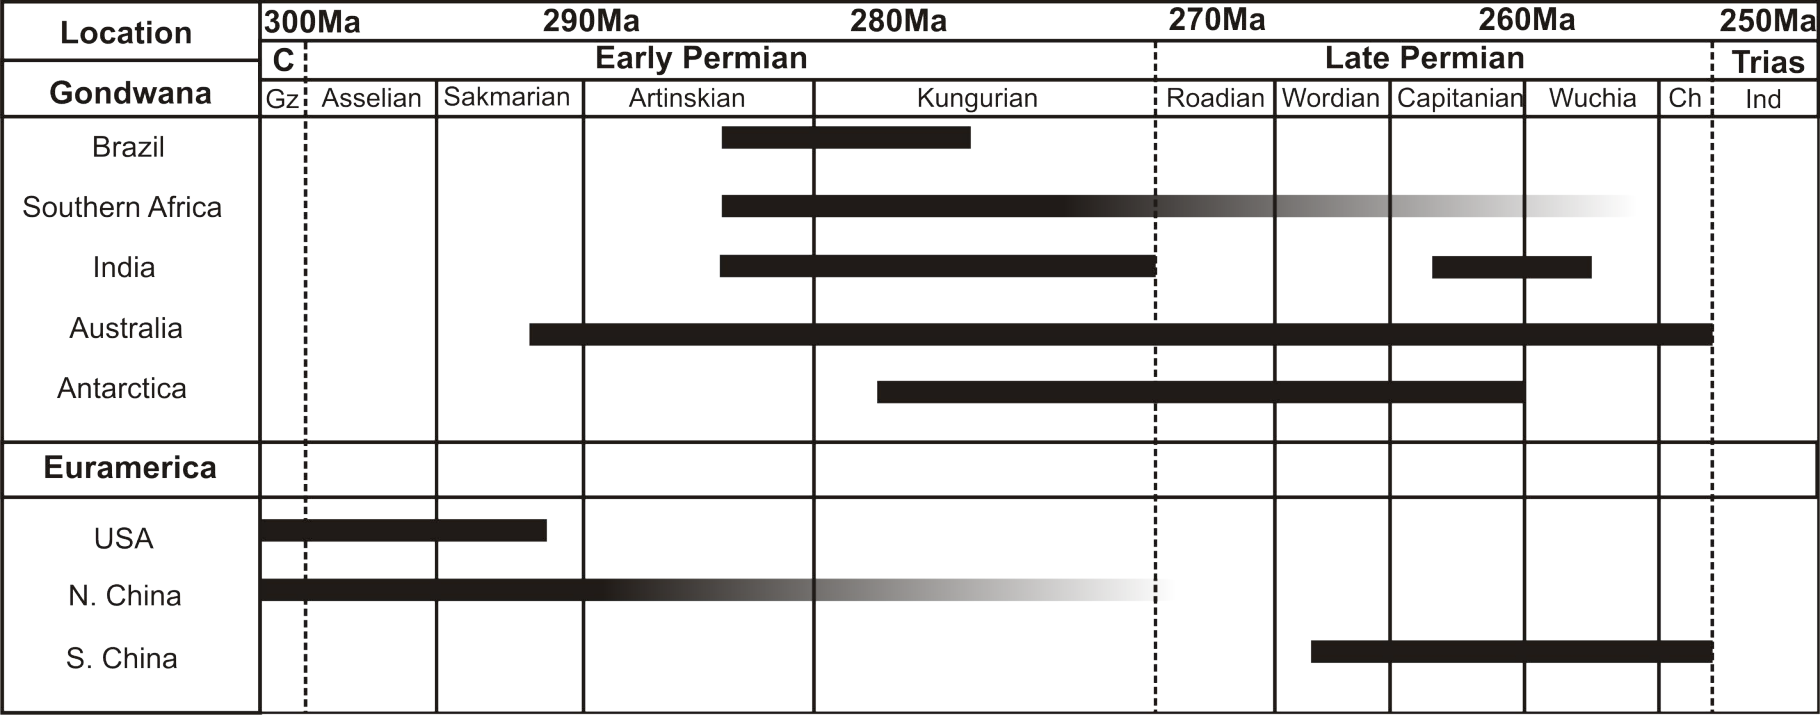 Location 300Ma 290Ma 280Ma 270Ma 260Ma 250Ma
C Early Permian Late Permian Trias
Gondwana Gz Asselian Sakmarian Artinskian Kungurian Roadian Wordian Capitanian Wuchia Ch Ind
Brazil
Southern Africa
India
Australia
Antarctica
Euramerica
USA
N. China
S. China